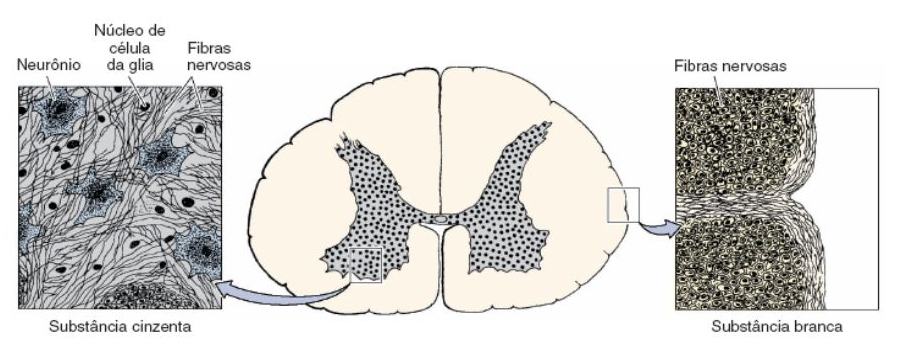 Neurônio
Núcleo de
célula
da glia
Fibras
nervosas
Fibras nervosas
Substância cinzenta
Substância branca